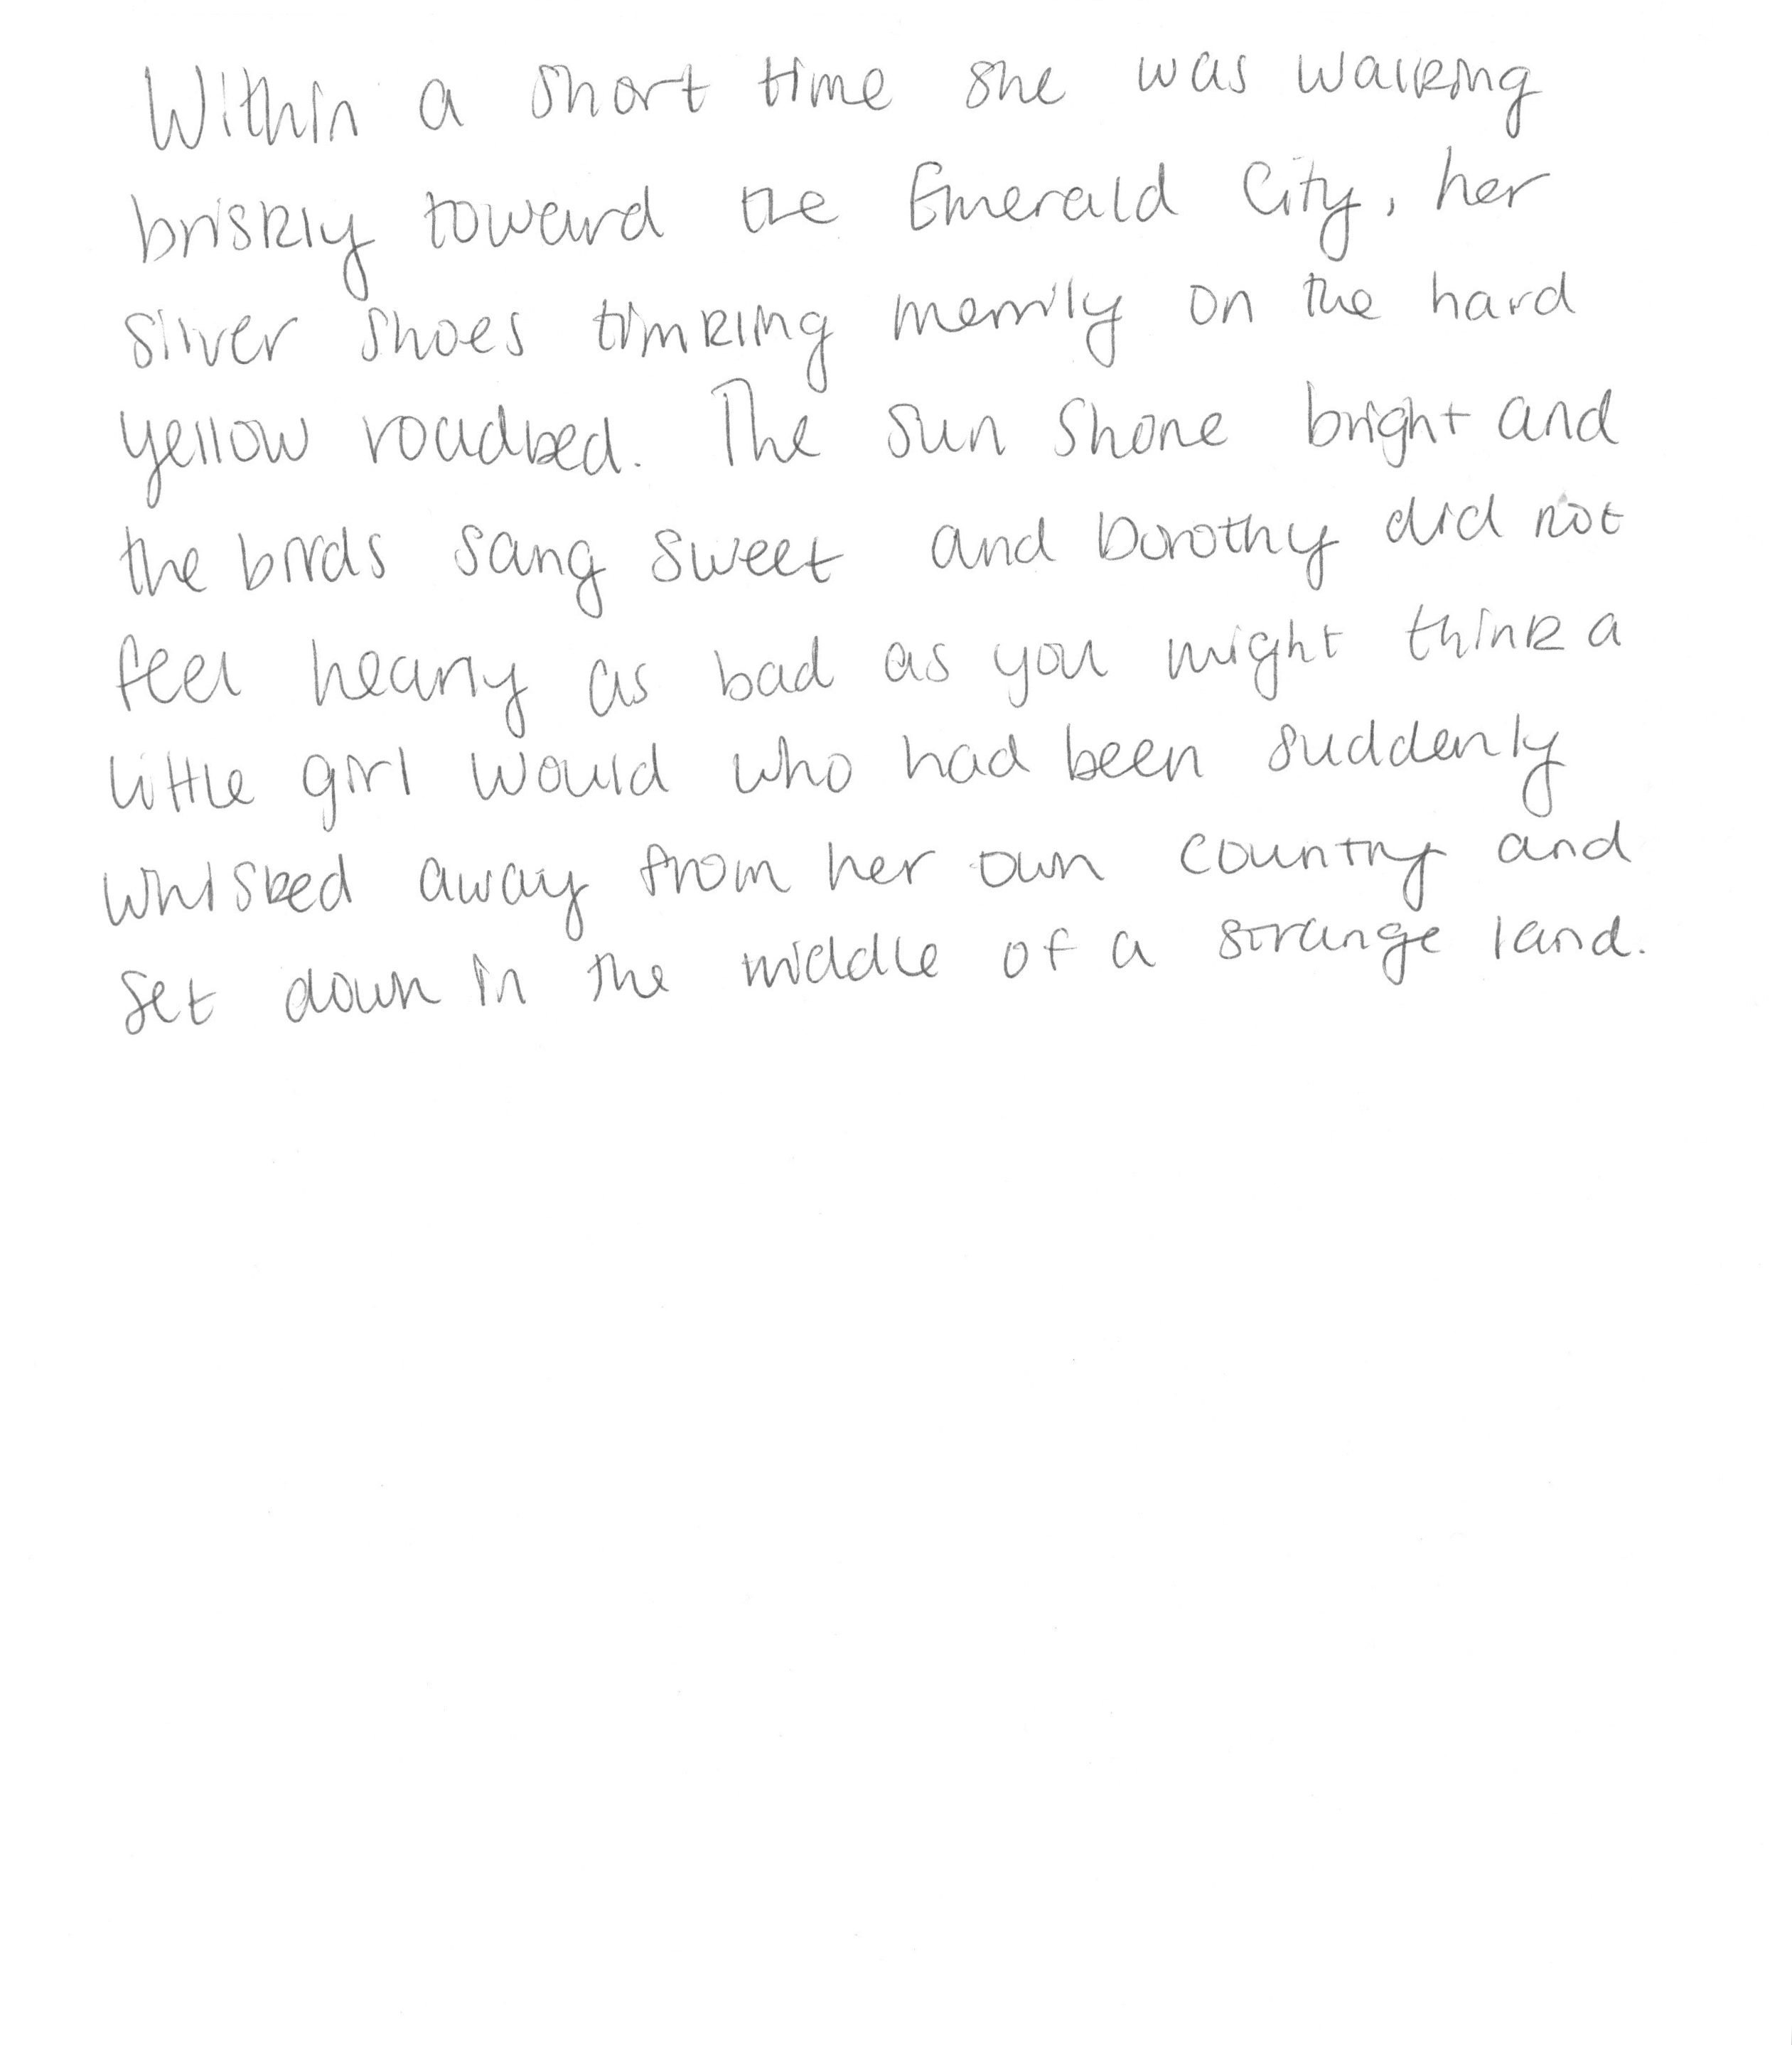 Within a short time she was walking
briskly toward the Emerald City, her
silver shoes tinkling merrily on the hard
yellow roadbed. The sun shone bright and
the birds sang sweet and Dorothy did not
feel nearly as bad as you might think a
little girl would who had been suddenly
whisked away from her own country and
set down in the middle of a strange land.